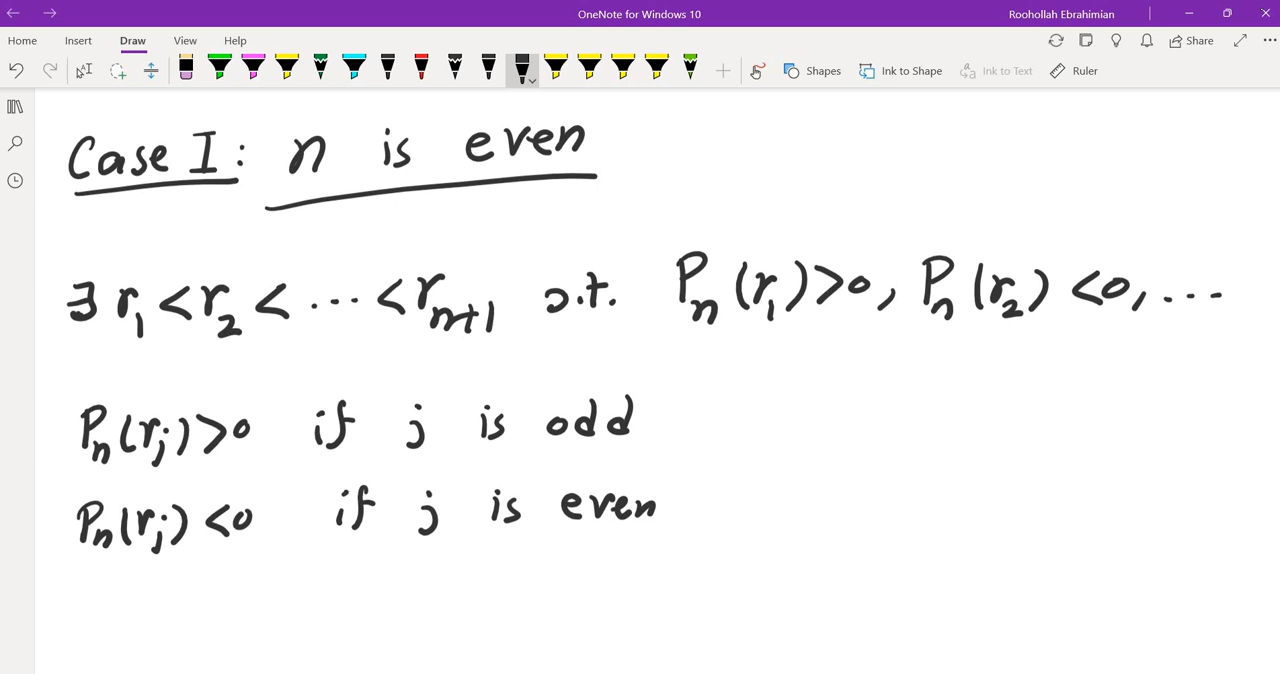 OneNote for Windows 10
Roohollah Ebrahimian
Home Insert Draw View Help
Share
Shapes Ink to Shape Ink to Text Ruler
Case I: n is even
∃ r₁ < r₂ < ... < rₙ₊₁ s.t. Pₙ(r₁)>0, Pₙ(r₂)<0, ...
Pₙ(rⱼ)>0 if j is odd
Pₙ(rⱼ)<0 if j is even